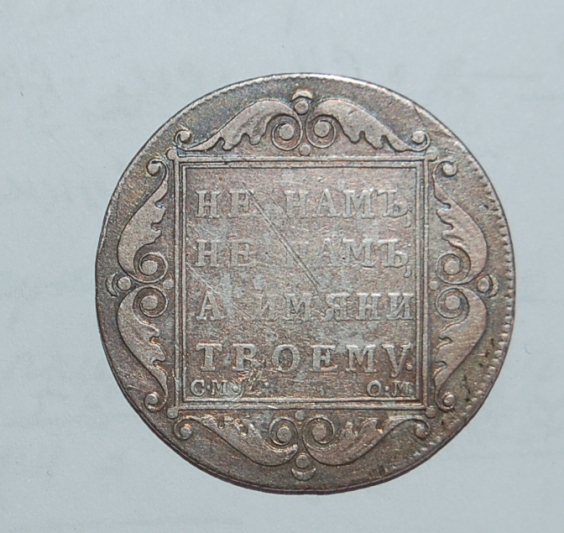 НЕ НАМЪ,
НЕ НАМЪ,
А ИМЯНИ
ТВОЕМУ.
С·М· О·М·